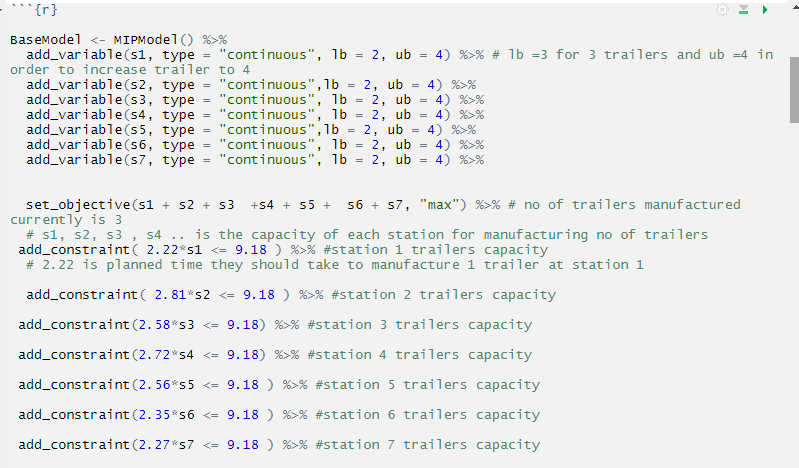 ```{r}
BaseModel <- MIPModel() %>%
  add_variable(s1, type = "continuous", lb = 2, ub = 4) %>% # lb =3 for 3 trailers and ub =4 in
order to increase trailer to 4
  add_variable(s2, type = "continuous",lb = 2, ub = 4) %>%
  add_variable(s3, type = "continuous", lb = 2, ub = 4) %>%
  add_variable(s4, type = "continuous", lb = 2, ub = 4) %>%
  add_variable(s5, type = "continuous",lb = 2, ub = 4) %>%
  add_variable(s6, type = "continuous", lb = 2, ub = 4) %>%
  add_variable(s7, type = "continuous", lb = 2, ub = 4) %>%
  set_objective(s1 + s2 + s3  +s4 + s5 +  s6 + s7, "max") %>% # no of trailers manufactured
currently is 3
  # s1, s2, s3 , s4 .. is the capacity of each station for manufacturing no of trailers
 add_constraint( 2.22*s1 <= 9.18 ) %>% #station 1 trailers capacity
  # 2.22 is planned time they should take to manufacture 1 trailer at station 1
  add_constraint( 2.81*s2 <= 9.18 ) %>% #station 2 trailers capacity
 add_constraint(2.58*s3 <= 9.18) %>% #station 3 trailers capacity
 add_constraint(2.72*s4 <= 9.18) %>% #station 4 trailers capacity
 add_constraint(2.56*s5 <= 9.18 ) %>% #station 5 trailers capacity
 add_constraint(2.35*s6 <= 9.18 ) %>% #station 6 trailers capacity
 add_constraint(2.27*s7 <= 9.18 ) %>% #station 7 trailers capacity